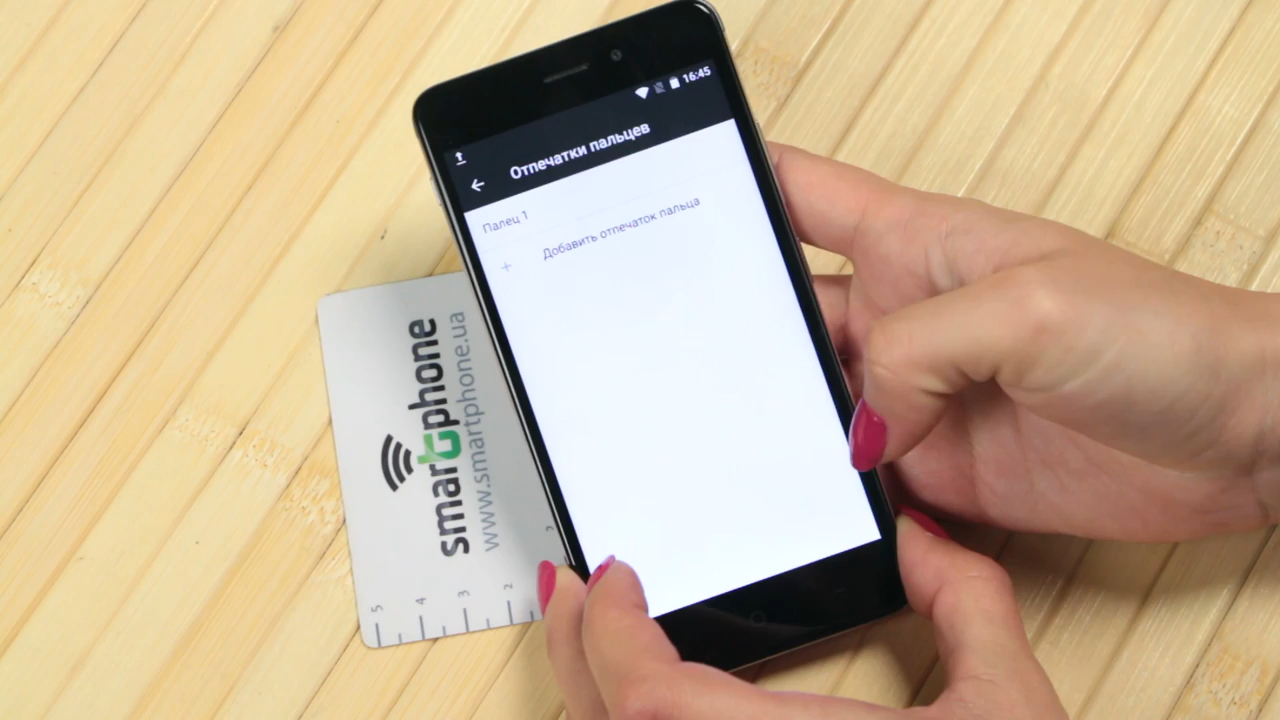 16:45
Отпечатки пальцев
Палец 1
+ Добавить отпечаток пальца
smartphone
www.smartphone.ua
5 4 3 2